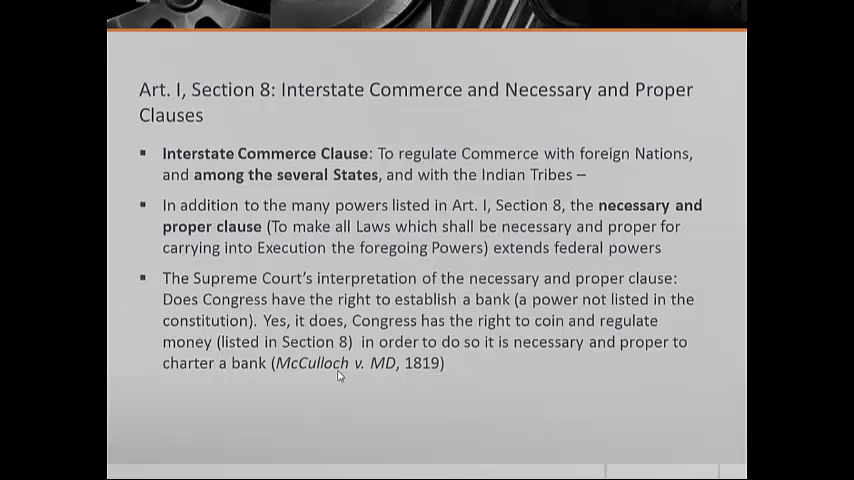 Art. I, Section 8: Interstate Commerce and Necessary and Proper
Clauses
▪ Interstate Commerce Clause: To regulate Commerce with foreign Nations,
and among the several States, and with the Indian Tribes –
▪ In addition to the many powers listed in Art. I, Section 8, the necessary and
proper clause (To make all Laws which shall be necessary and proper for
carrying into Execution the foregoing Powers) extends federal powers
▪ The Supreme Court's interpretation of the necessary and proper clause:
Does Congress have the right to establish a bank (a power not listed in the
constitution). Yes, it does, Congress has the right to coin and regulate
money (listed in Section 8) in order to do so it is necessary and proper to
charter a bank (McCulloch v. MD, 1819)